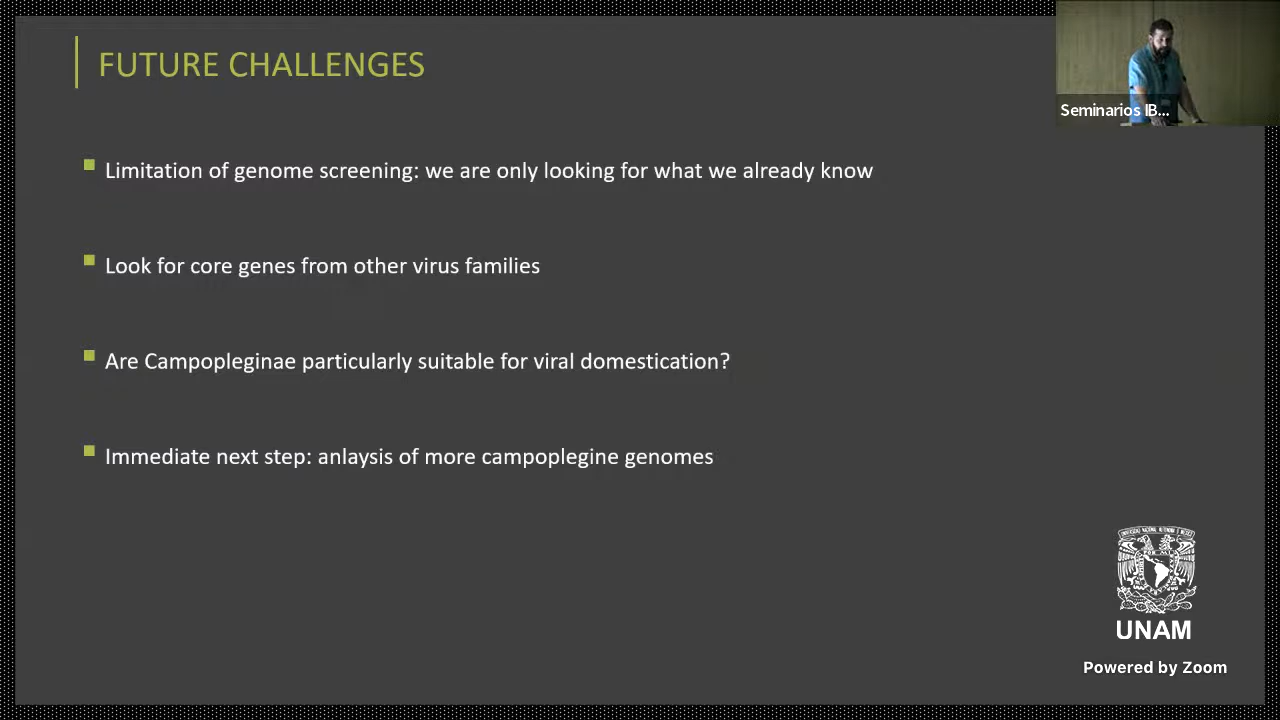 FUTURE CHALLENGES
Seminarios IB...
Limitation of genome screening: we are only looking for what we already know
Look for core genes from other virus families
Are Campopleginae particularly suitable for viral domestication?
Immediate next step: anlaysis of more campoplegine genomes
UNAM
Powered by Zoom